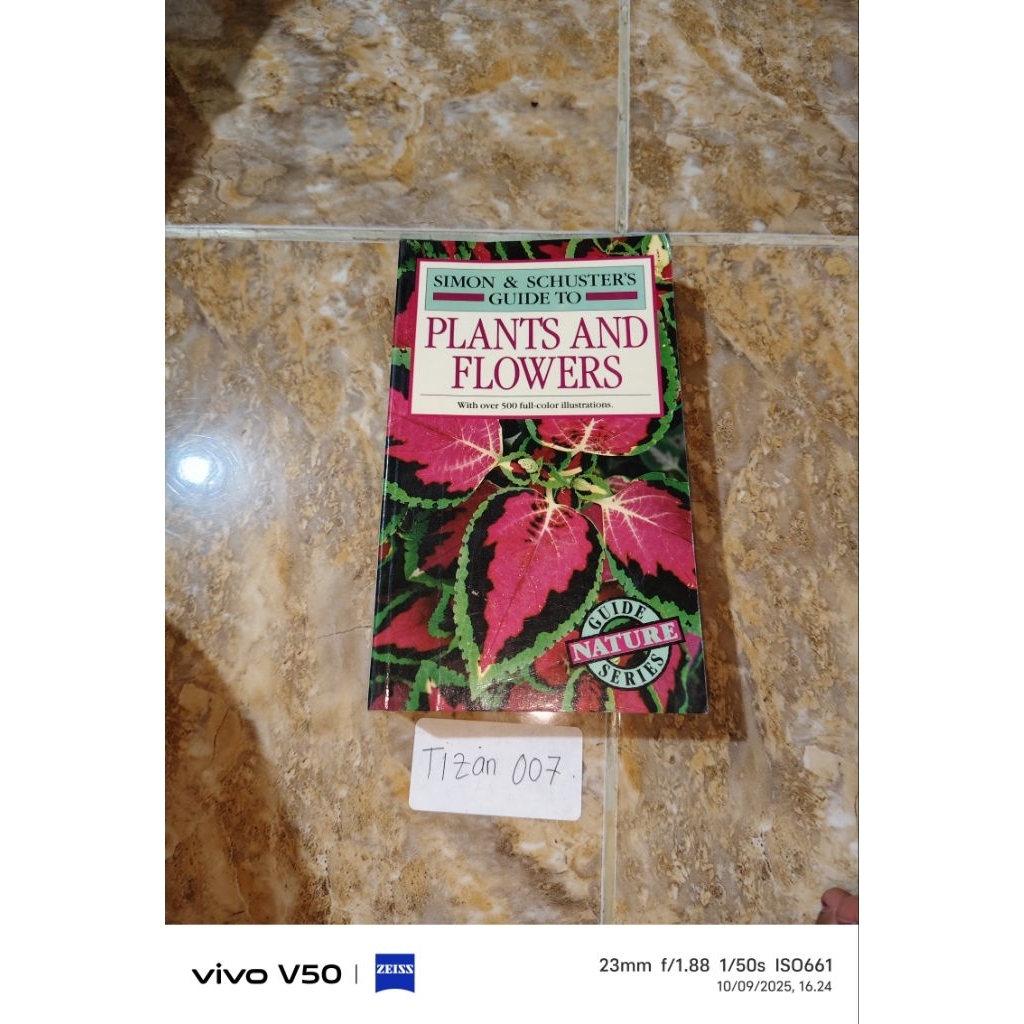 SIMON & SCHUSTER'S
GUIDE TO
PLANTS AND
FLOWERS
With over 500 full-color illustrations.
GUIDE
NATURE
SERIES
Tizan 007.
vivo V50 | ZEISS
23mm f/1.88 1/50s ISO661
10/09/2025, 16.24